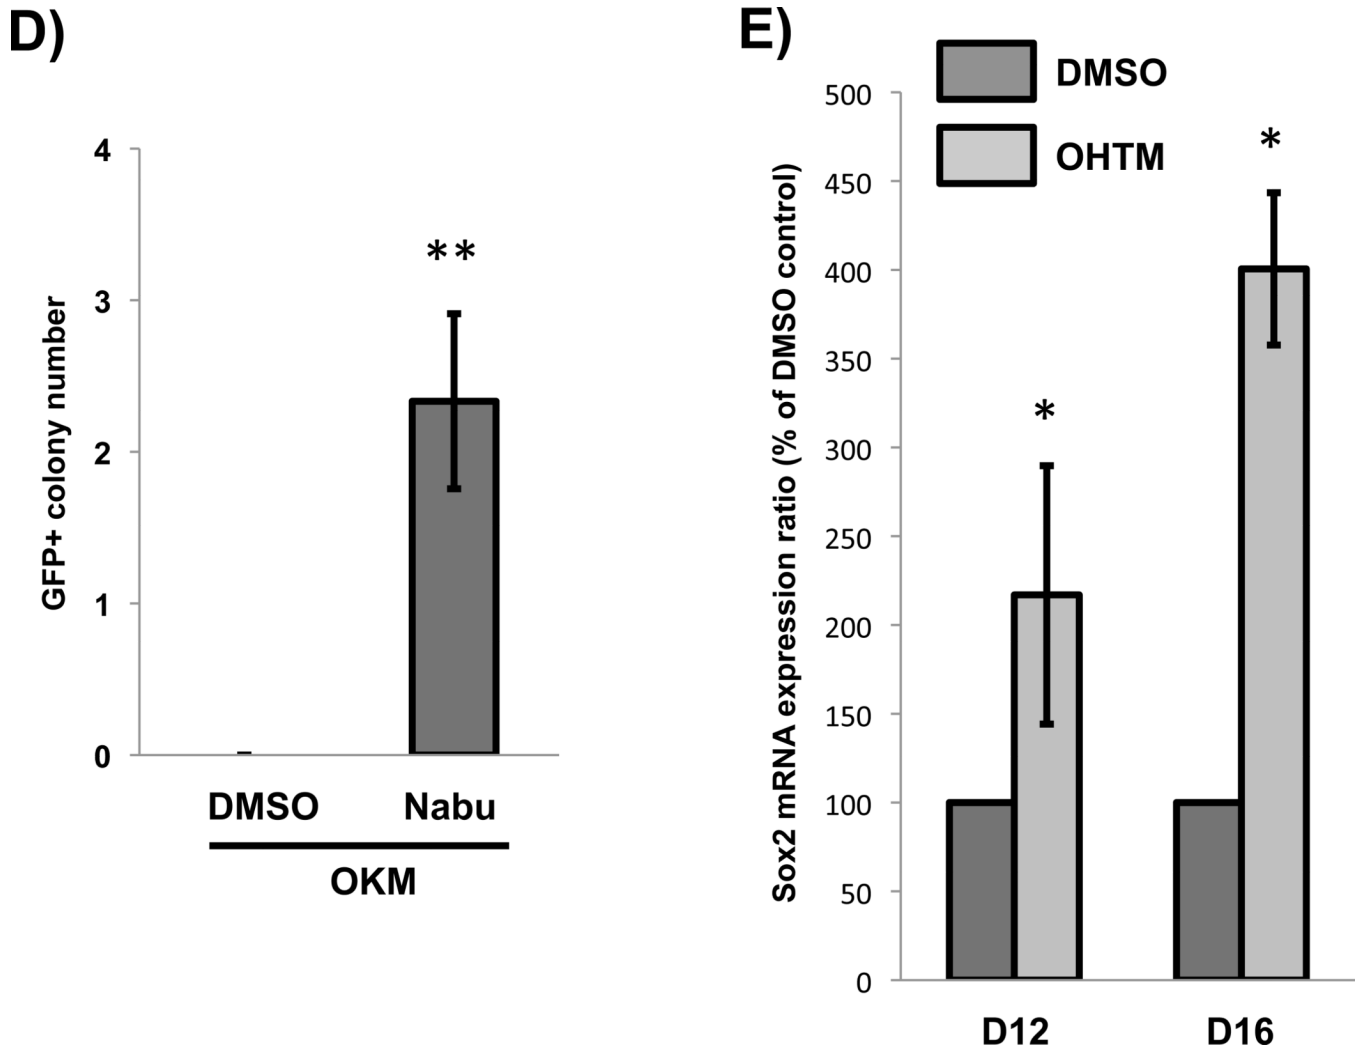 D)
4
3
2
1
0
GFP+ colony number
**
DMSO
Nabu
OKM
E)
DMSO
OHTM
500
450
400
350
300
250
200
150
100
50
0
Sox2 mRNA expression ratio (% of DMSO control)
*
*
D12
D16